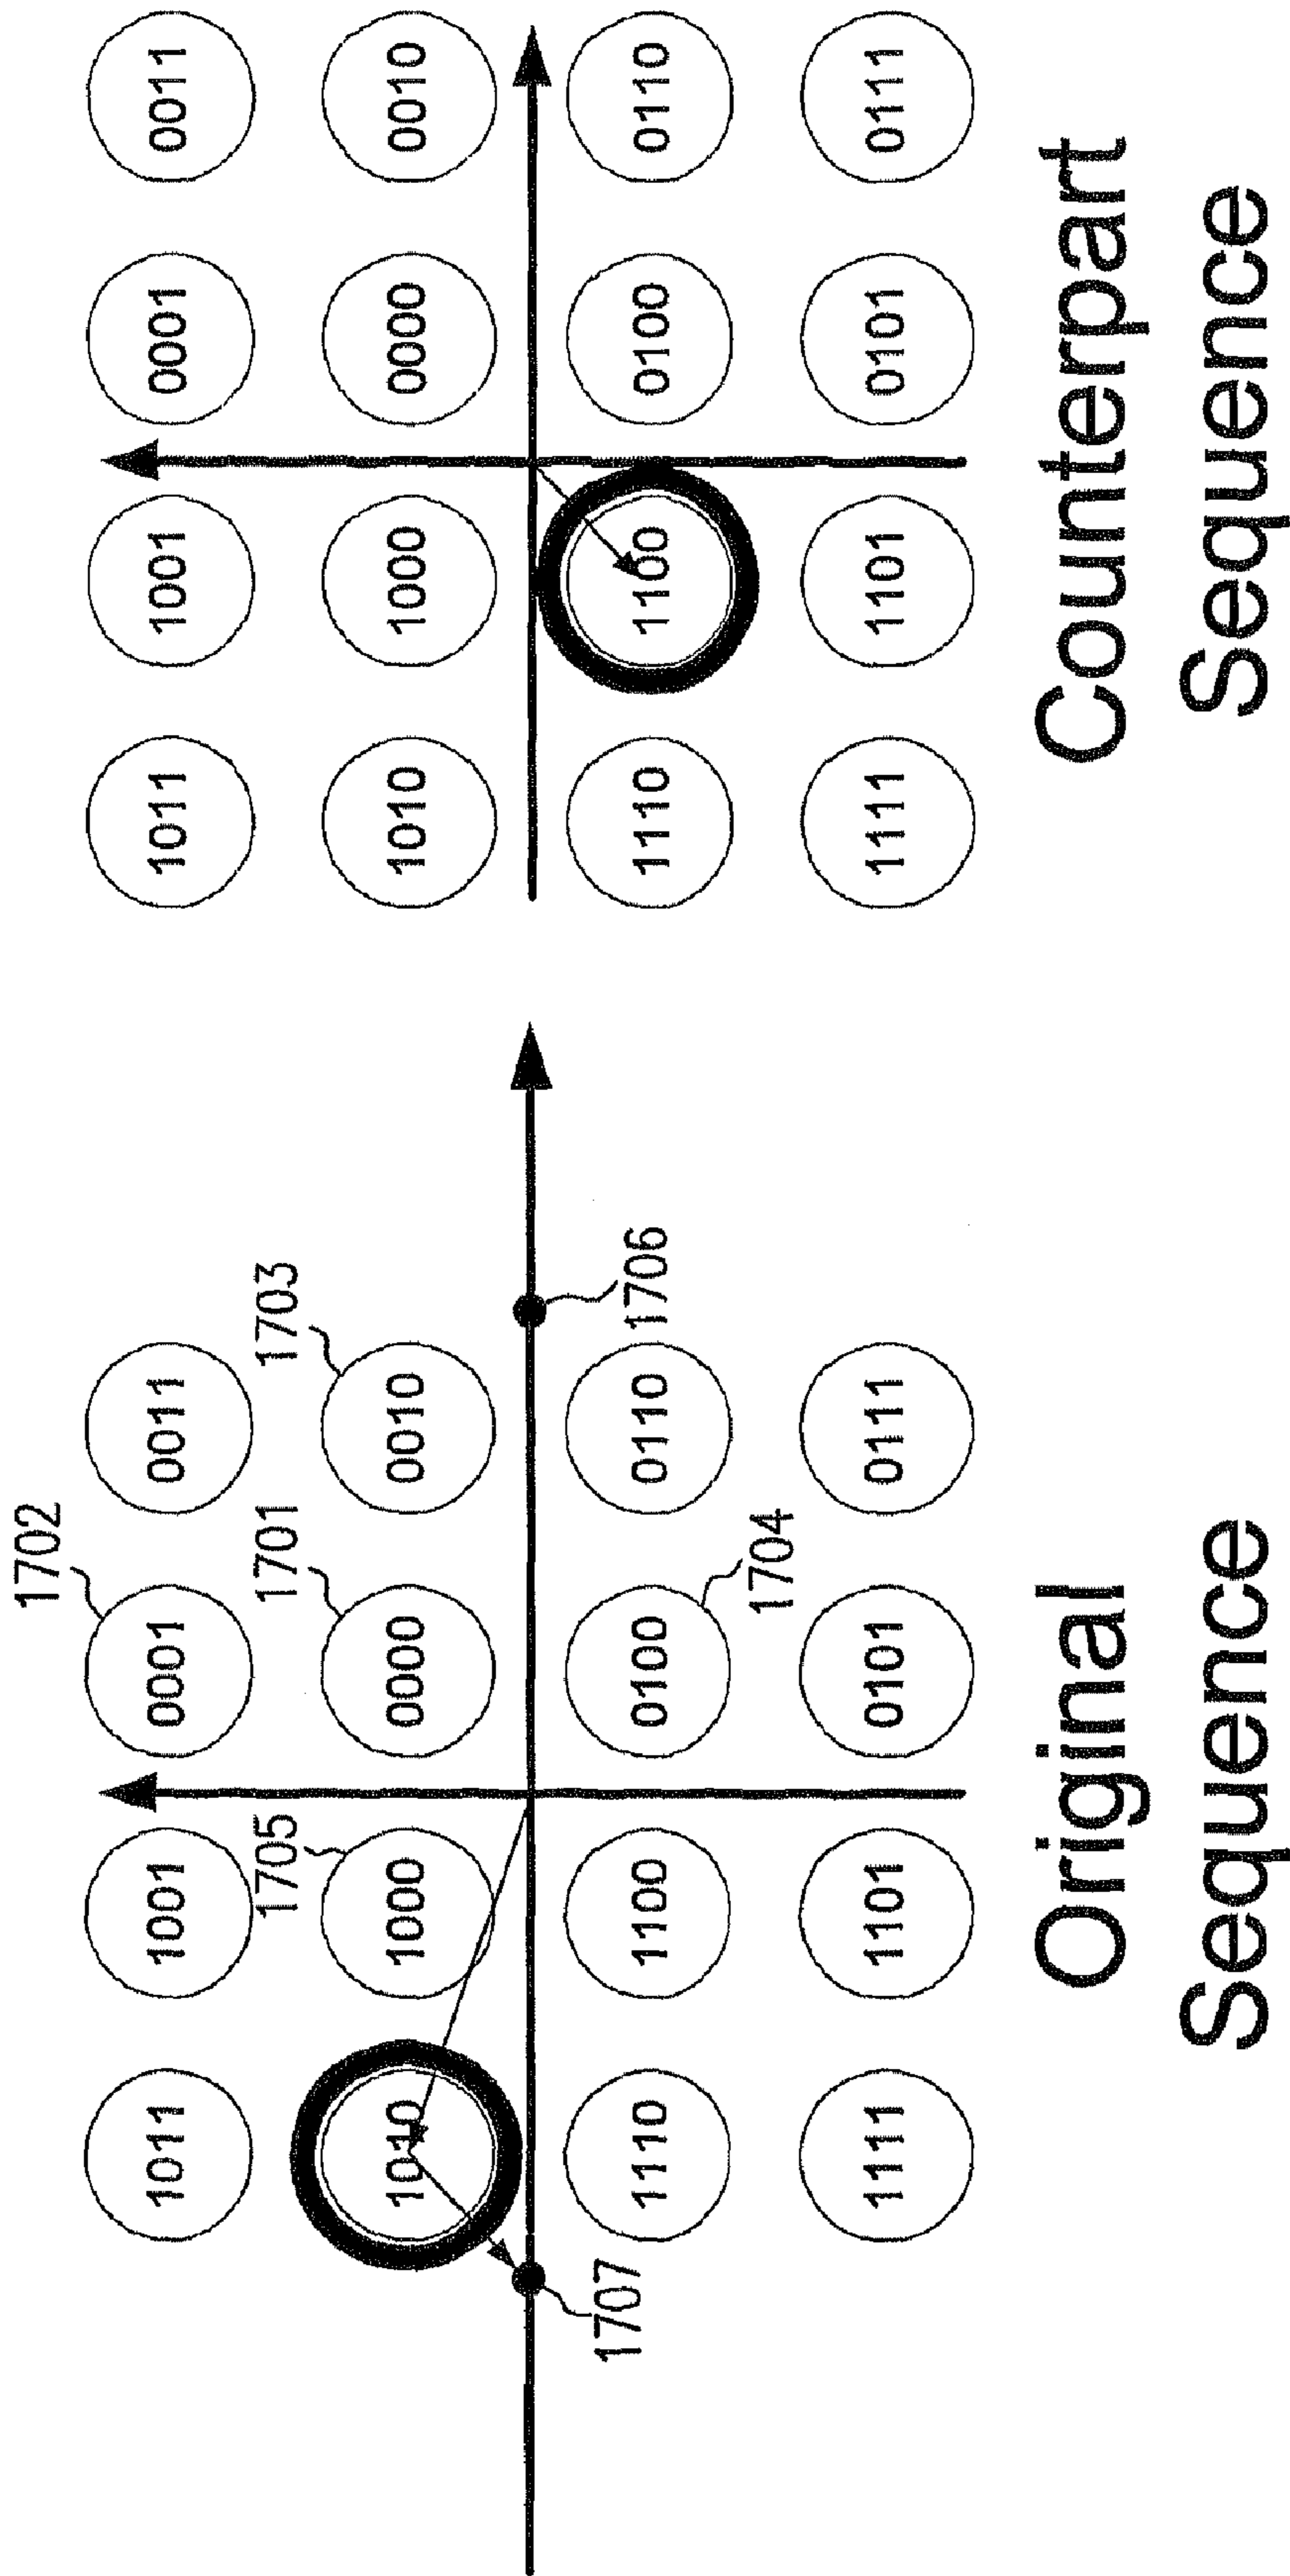 1702
1011 1001 0001 0011 1011 1001 0001 0011
1705 1701 1703
1010 1000 0000 0010 1010 1000 0000 0010
1707 1706
1110 1100 0100 0110 1110 1100 0100 0110
1704
1111 1101 0101 0111 1111 1101 0101 0111
Original
Sequence
Counterpart
Sequence